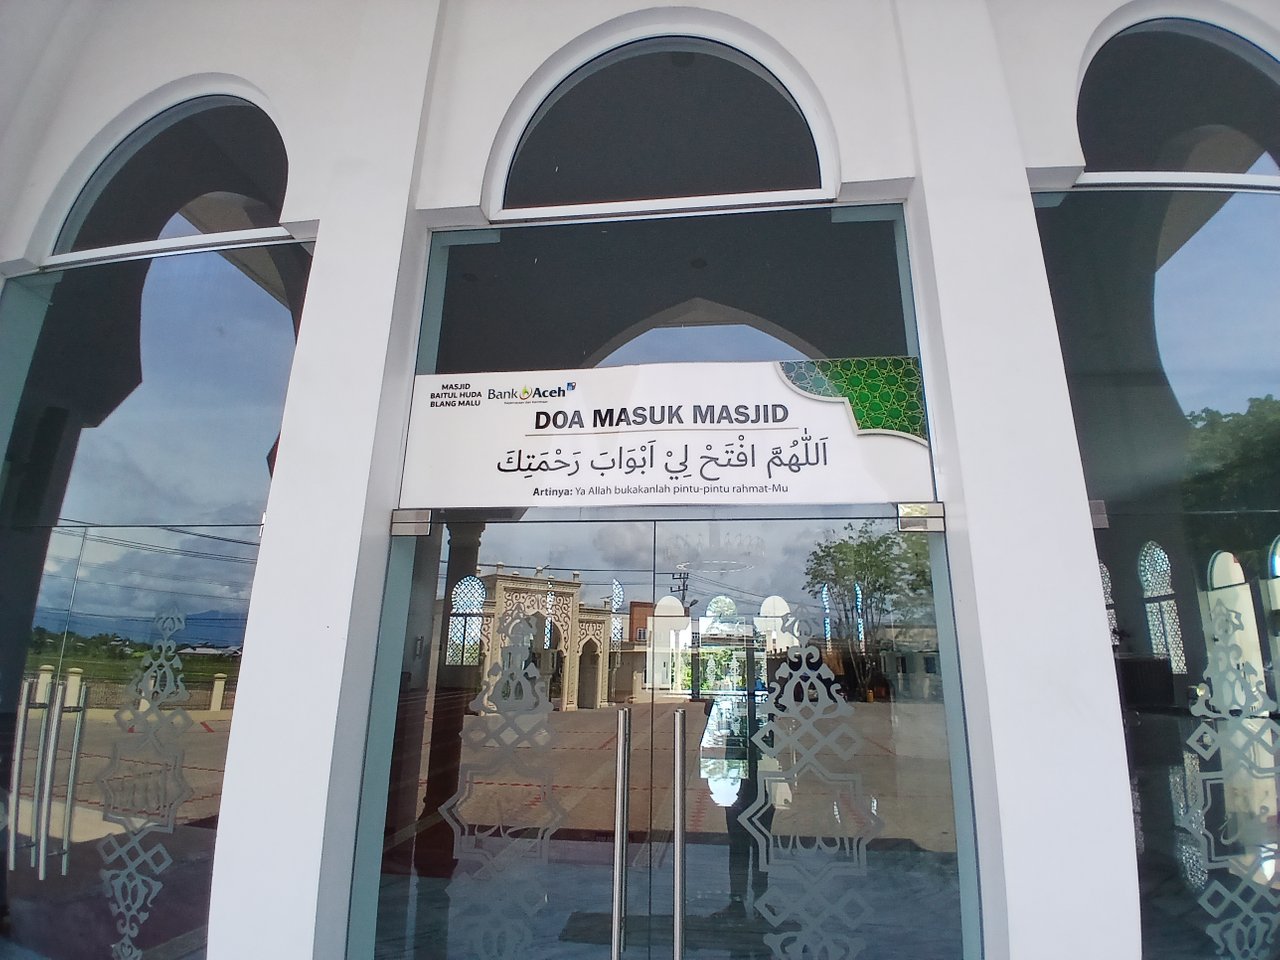 MASJID
BAITUL HUDA
BLANG MALU
Bank Aceh
DOA MASUK MASJID
اَللّٰهُمَّ افْتَحْ لِيْ اَبْوَابَ رَحْمَتِكَ
Artinya: Ya Allah bukakanlah pintu-pintu rahmat-Mu